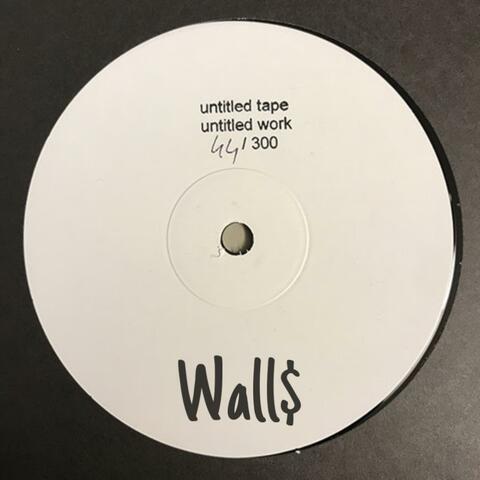 untitled tape
untitled work
44/ 300
Wall$